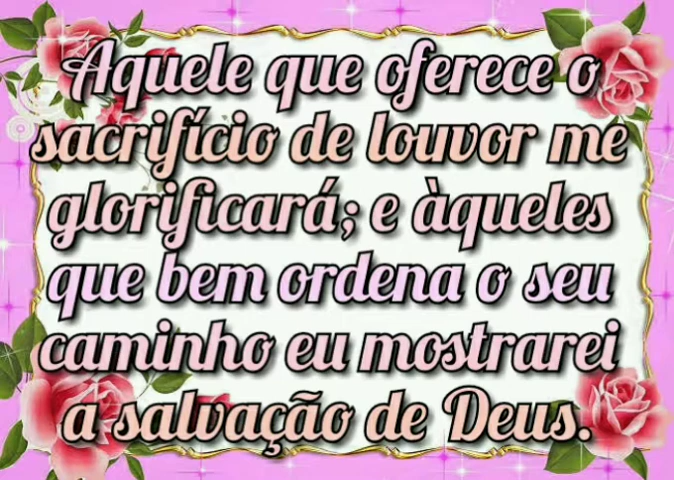 Aquele que oferece o
sacrifício de louvor me
glorificará; e àqueles
que bem ordena o seu
caminho eu mostrarei
a salvação de Deus.